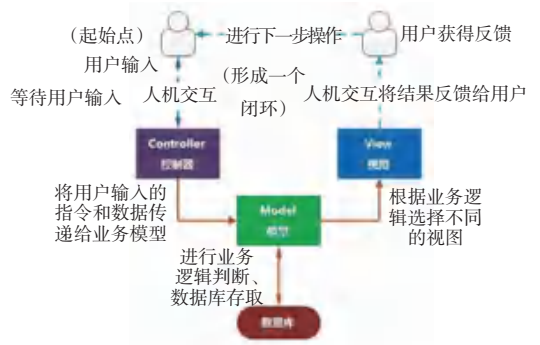 （起始点）
进行下一步操作
用户获得反馈
用户输入
（形成一个
闭环）
等待用户输入
人机交互
人机交互将结果反馈给用户
Controller
控制器
View
视图
将用户输入的
指令和数据传
递给业务模型
Model
模型
根据业务逻
辑选择不同
的视图
进行业务
逻辑判断、
数据库存取
数据库